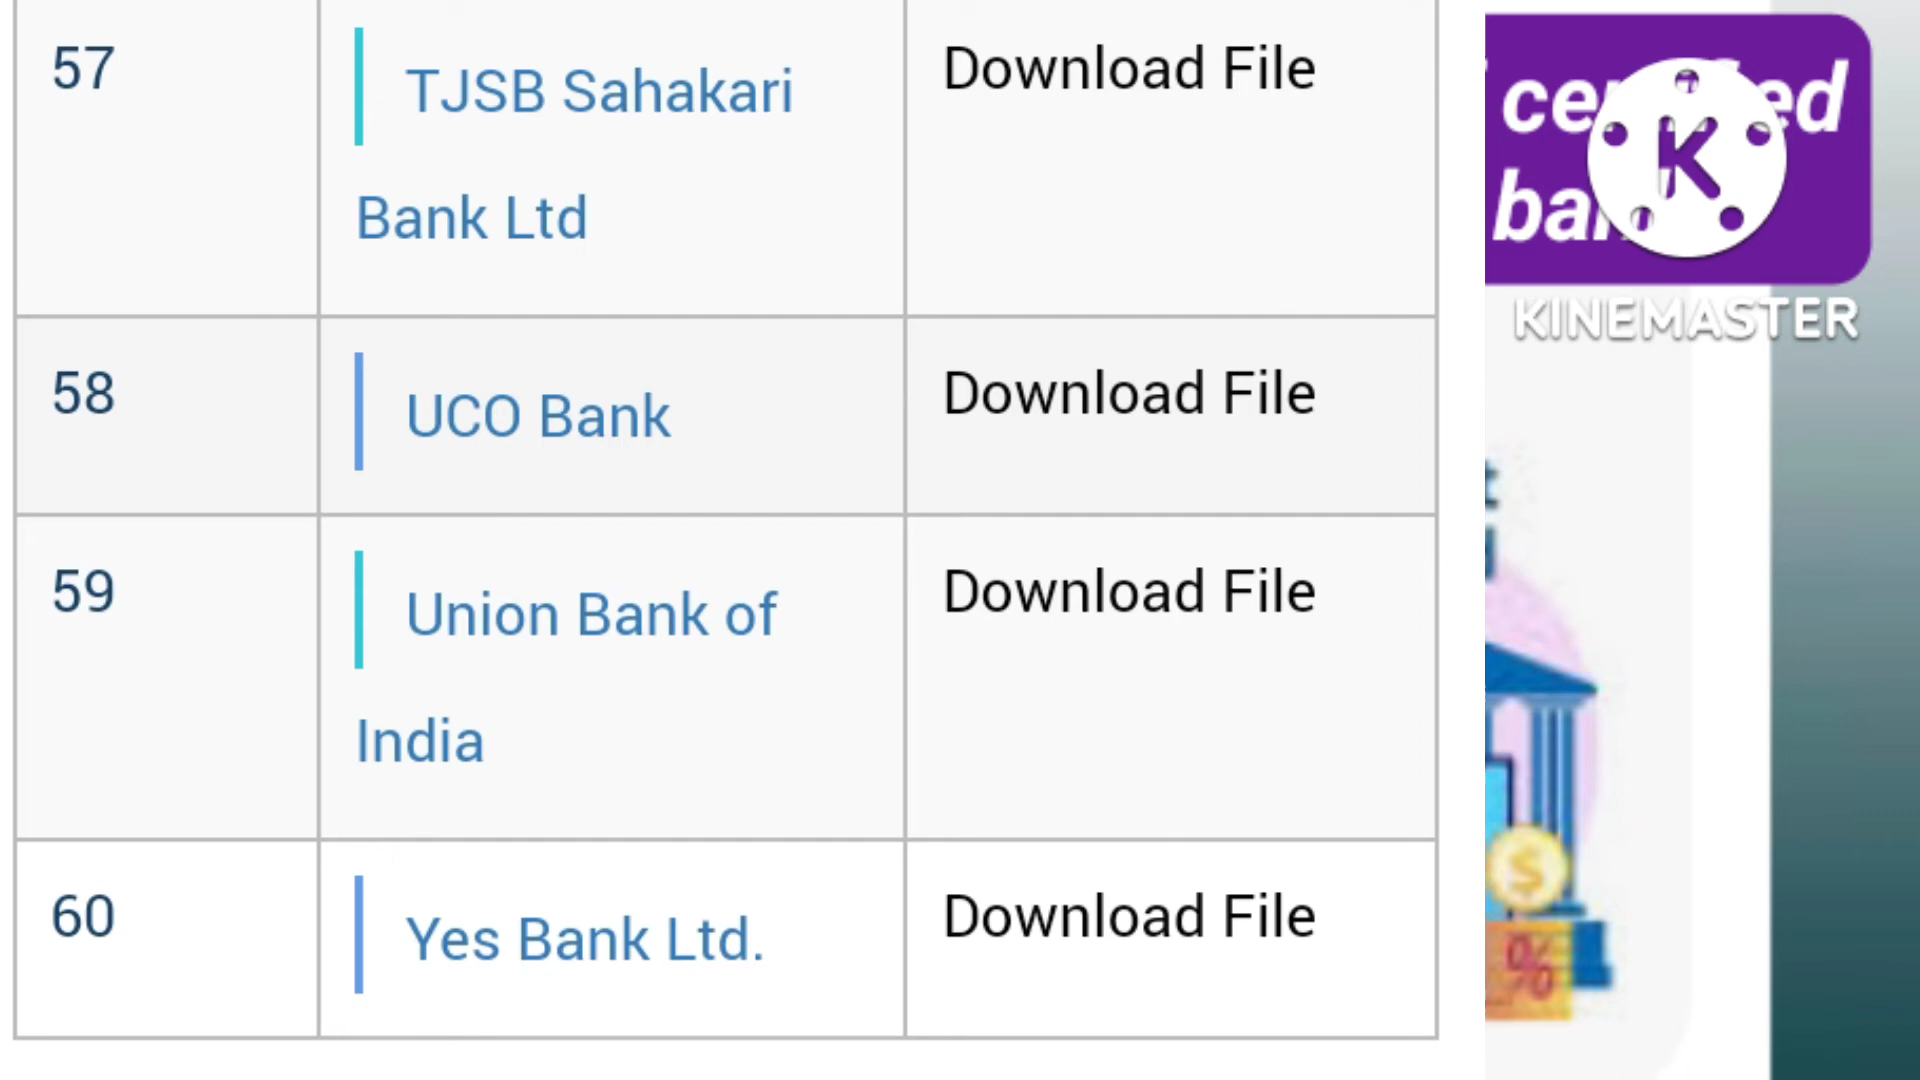 57
TJSB Sahakari
Bank Ltd
Download File
58
UCO Bank
Download File
59
Union Bank of
India
Download File
60
Yes Bank Ltd.
Download File
K
KINEMASTER
$
%